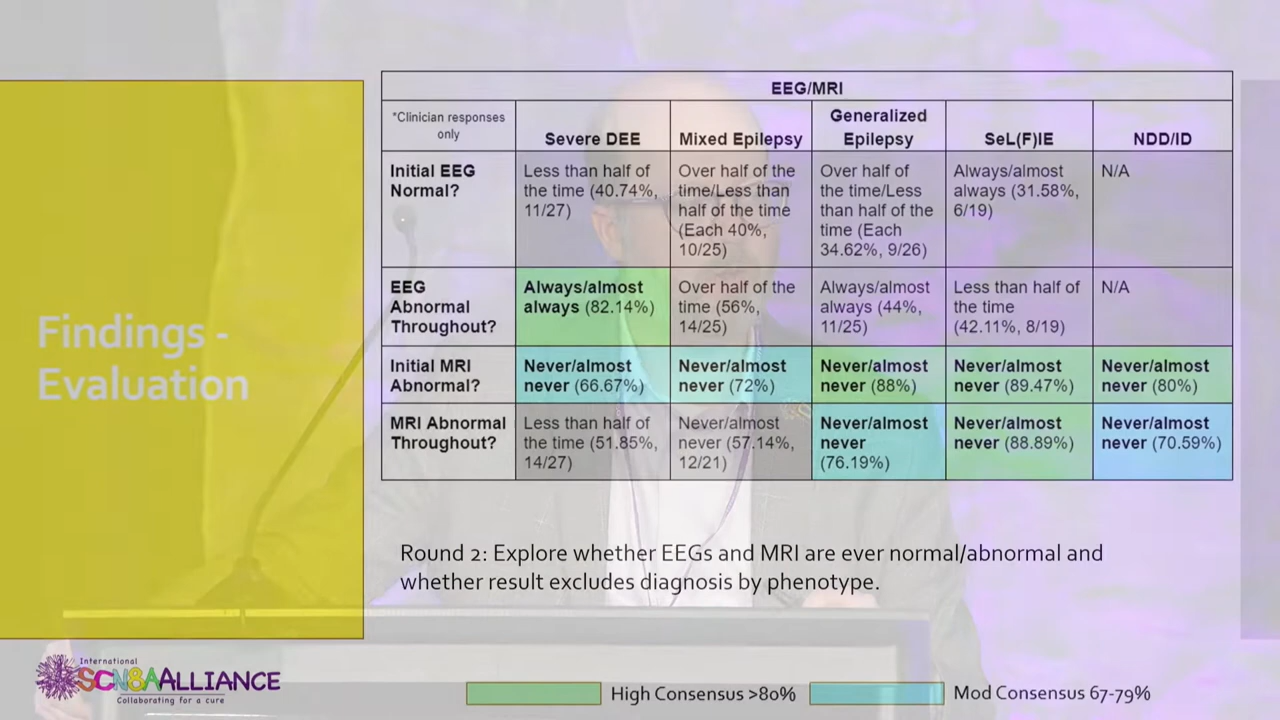 EEG/MRI
*Clinician responses
only
Severe DEE
Mixed Epilepsy
Generalized
Epilepsy
SeL(F)IE
NDD/ID
Initial EEG
Normal?
Less than half of
the time (40.74%,
11/27)
Over half of the
time/Less than
half of the time
(Each 40%,
10/25)
Over half of
the time/Less
than half of the
time (Each
34.62%, 9/26)
Always/almost
always (31.58%,
6/19)
N/A
EEG
Abnormal
Throughout?
Always/almost
always (82.14%)
Over half of the
time (56%,
14/25)
Always/almost
always (44%,
11/25)
Less than half of
the time
(42.11%, 8/19)
N/A
Initial MRI
Abnormal?
Never/almost
never (66.67%)
Never/almost
never (72%)
Never/almost
never (88%)
Never/almost
never (89.47%)
Never/almost
never (80%)
MRI Abnormal
Throughout?
Less than half of
the time (51.85%,
14/27)
Never/almost
never (57.14%,
12/21)
Never/almost
never
(76.19%)
Never/almost
never (88.89%)
Never/almost
never (70.59%)
Findings -
Evaluation
Round 2: Explore whether EEGs and MRI are ever normal/abnormal and
whether result excludes diagnosis by phenotype.
International
SCN8AALLIANCE
Collaborating for a cure
High Consensus >80%
Mod Consensus 67-79%